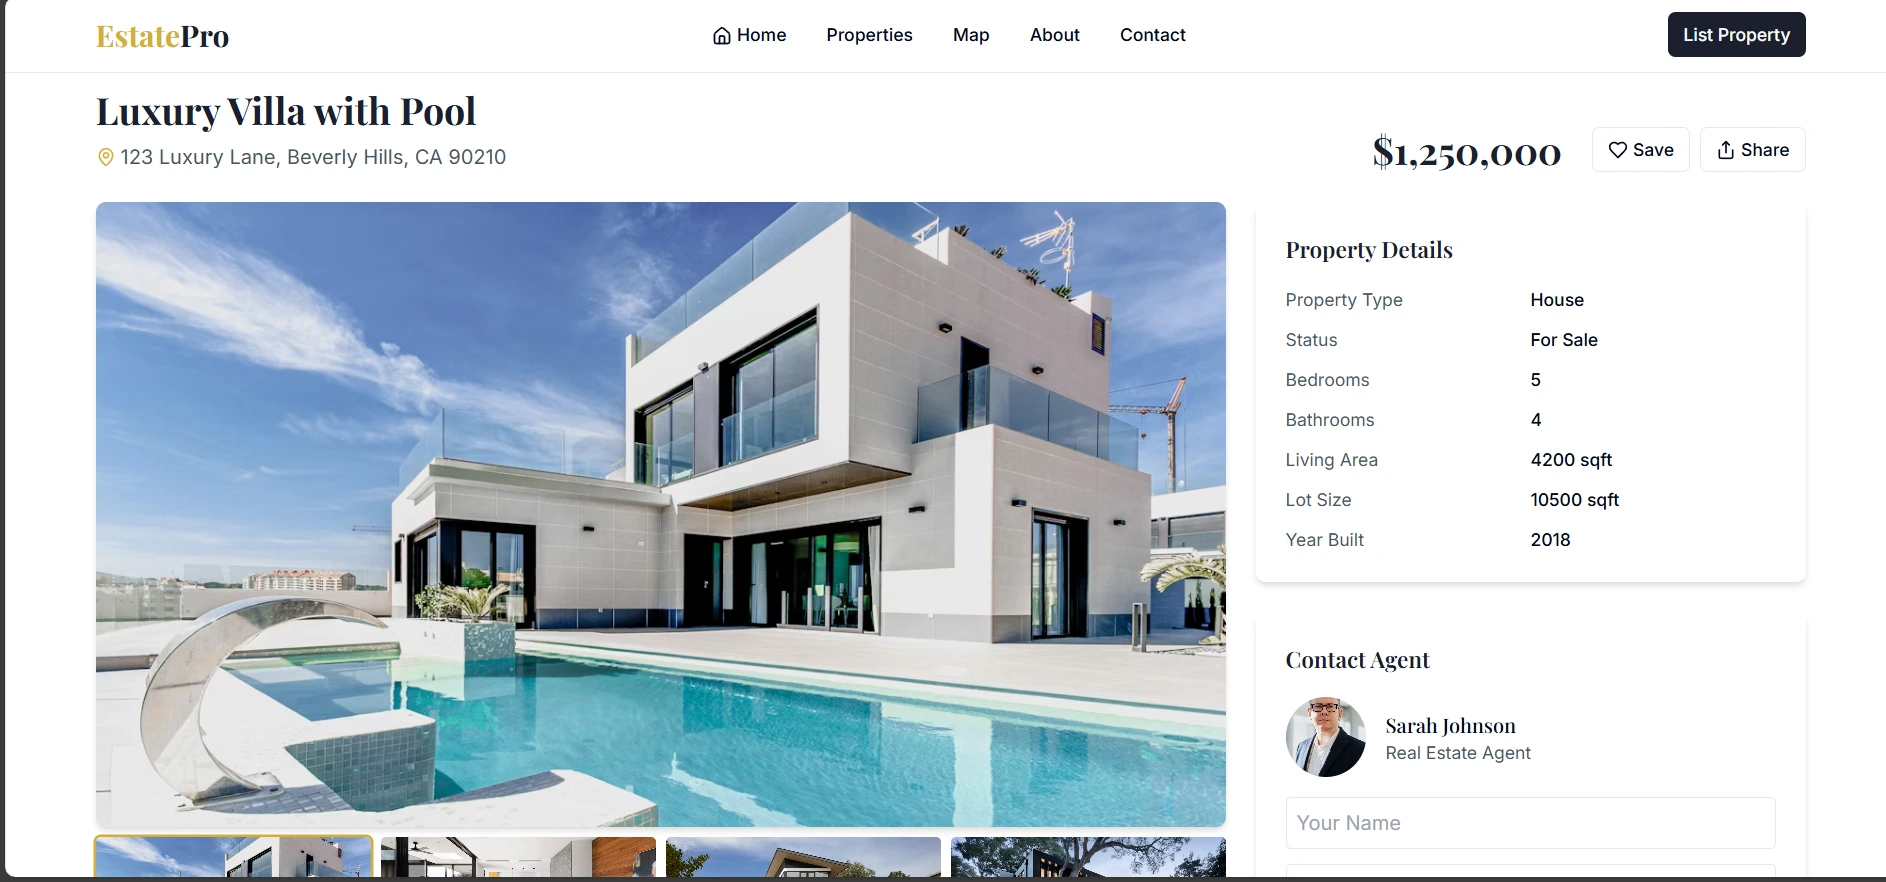 EstatePro
Home
Properties
Map
About
Contact
List Property
Luxury Villa with Pool
123 Luxury Lane, Beverly Hills, CA 90210
$1,250,000
Save
Share
Property Details
Property Type House
Status For Sale
Bedrooms 5
Bathrooms 4
Living Area 4200 sqft
Lot Size 10500 sqft
Year Built 2018
Contact Agent
Sarah Johnson
Real Estate Agent
Your Name